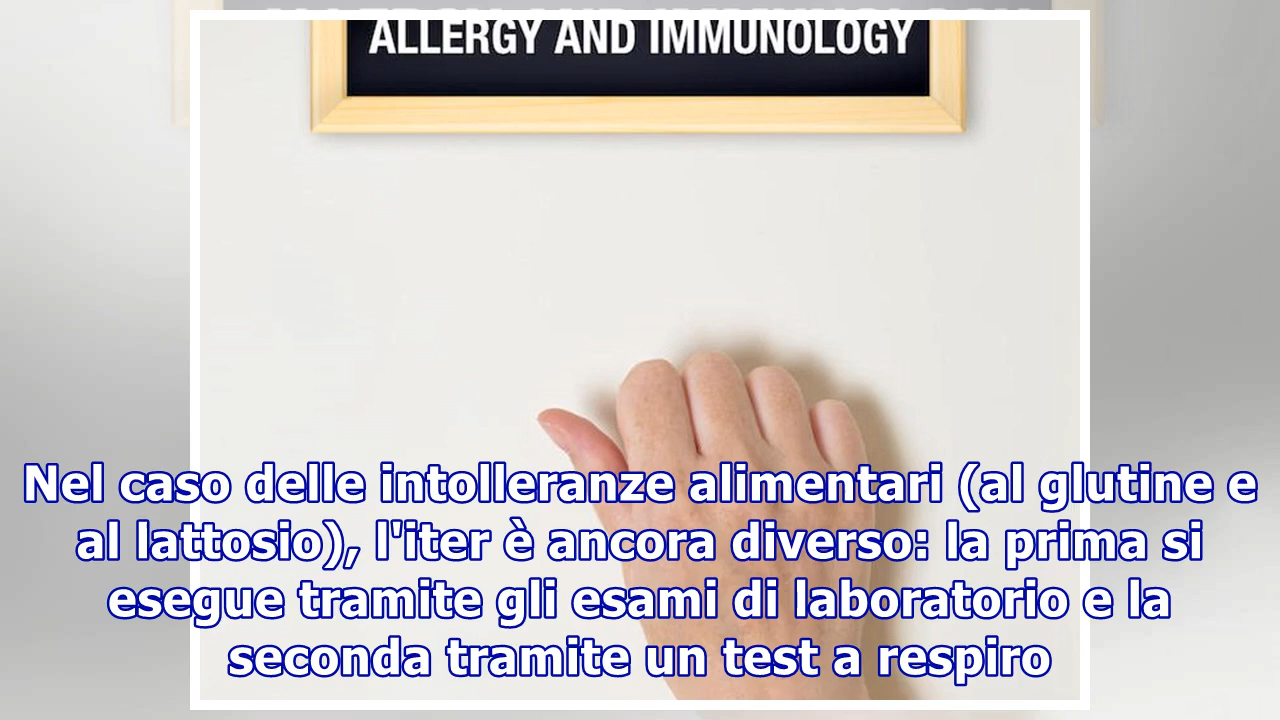 ALLERGY AND IMMUNOLOGY
Nel caso delle intolleranze alimentari (al glutine e
al lattosio), l'iter è ancora diverso: la prima si
esegue tramite gli esami di laboratorio e la
seconda tramite un test a respiro